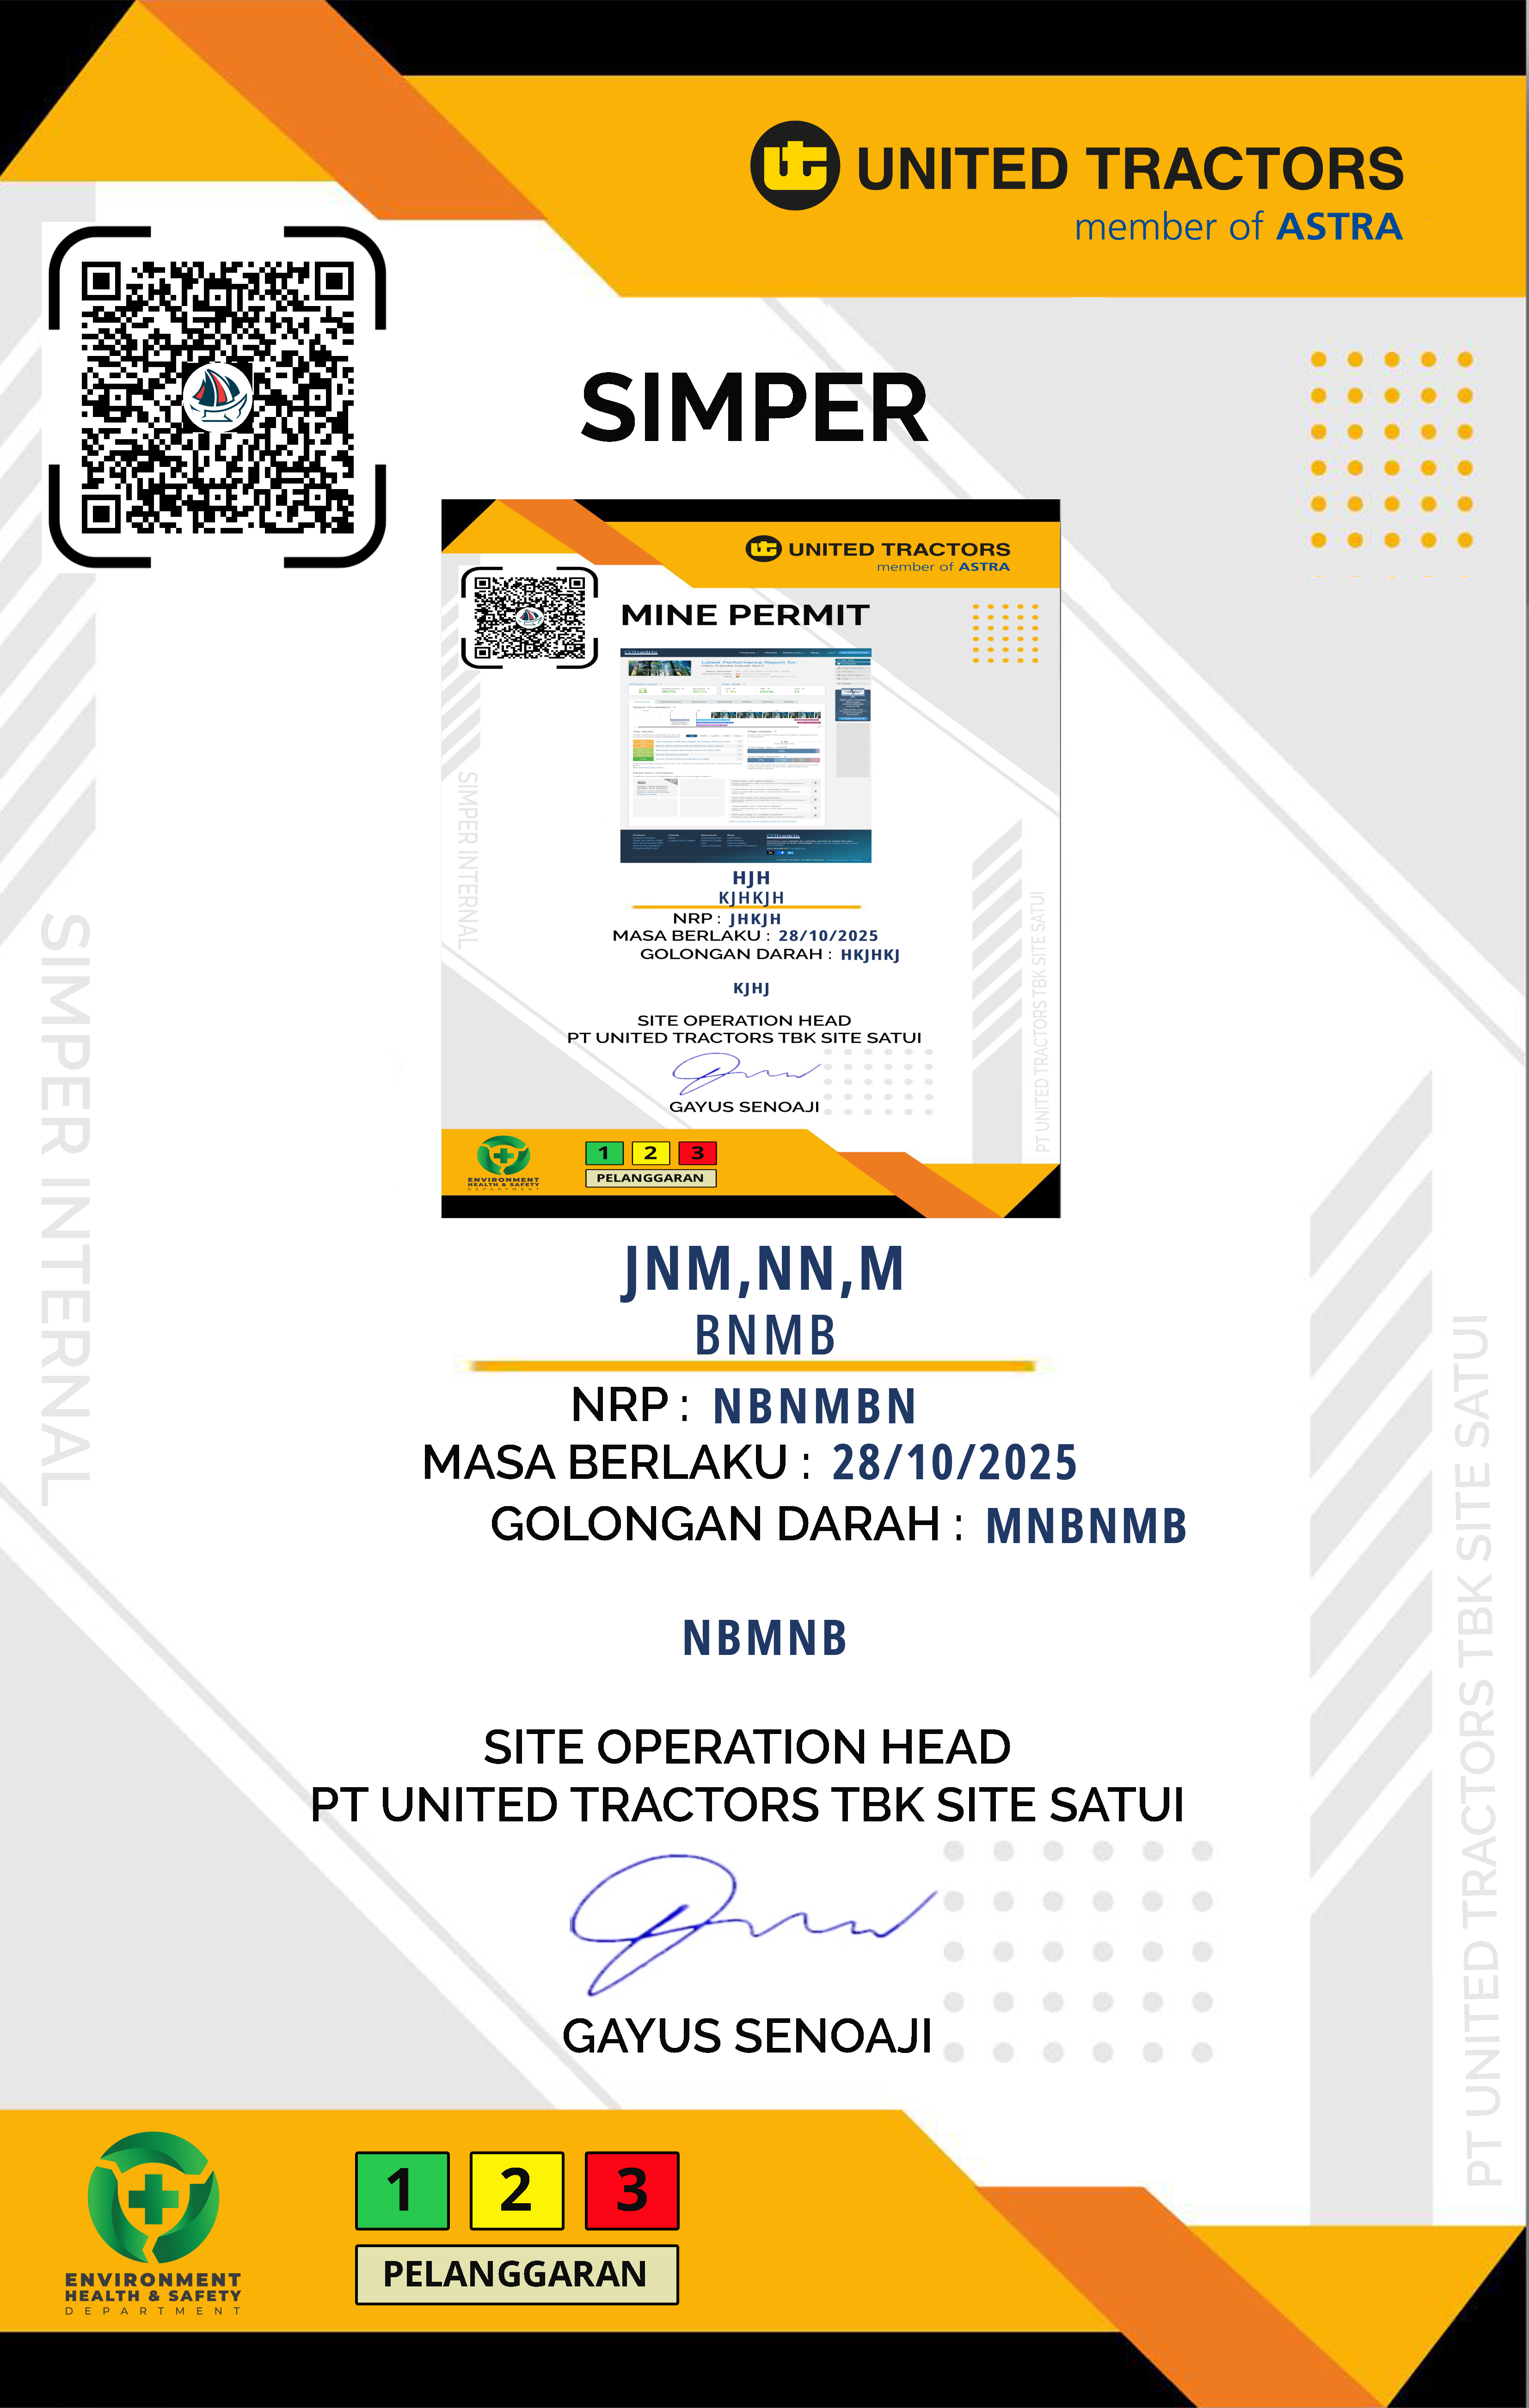 UNITED TRACTORS
member of ASTRA
SIMPER
UNITED TRACTORS
member of ASTRA
MINE PERMIT
Latest Performance Report for:
HJH
KJHKJH
NRP : JHKJH
MASA BERLAKU : 28/10/2025
GOLONGAN DARAH : HKJHKJ
KJHJ
SITE OPERATION HEAD
PT UNITED TRACTORS TBK SITE SATUI
GAYUS SENOAJI
SIMPER INTERNAL
PT UNITED TRACTORS TBK SITE SATUI
ENVIRONMENT
HEALTH & SAFETY
DEPARTMENT
1 2 3
PELANGGARAN
JNM,NN,M
BNMB
NRP : NBNMBN
MASA BERLAKU : 28/10/2025
GOLONGAN DARAH : MNBNMB
NBMNB
SITE OPERATION HEAD
PT UNITED TRACTORS TBK SITE SATUI
GAYUS SENOAJI
SIMPER INTERNAL
PT UNITED TRACTORS TBK SITE SATUI
ENVIRONMENT
HEALTH & SAFETY
DEPARTMENT
1 2 3
PELANGGARAN